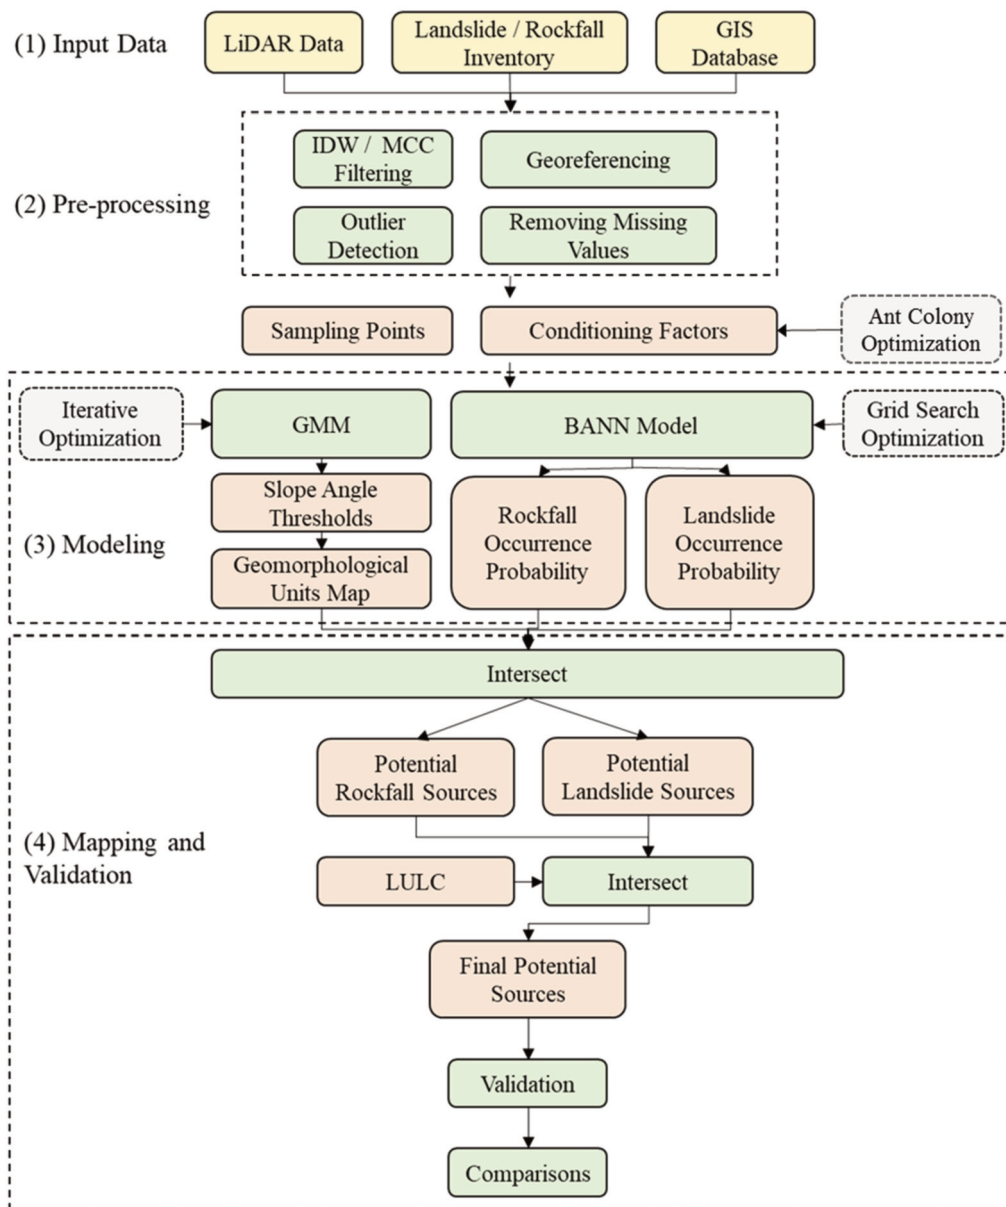 (1) Input Data
LiDAR Data
Landslide / Rockfall
Inventory
GIS
Database
(2) Pre-processing
IDW / MCC
Filtering
Georeferencing
Outlier
Detection
Removing Missing
Values
Sampling Points
Conditioning Factors
Ant Colony
Optimization
(3) Modeling
Iterative
Optimization
GMM
BANN Model
Grid Search
Optimization
Slope Angle
Thresholds
Geomorphological
Units Map
Rockfall
Occurrence
Probability
Landslide
Occurrence
Probability
(4) Mapping and
Validation
Intersect
Potential
Rockfall Sources
Potential
Landslide Sources
LULC
Intersect
Final Potential
Sources
Validation
Comparisons